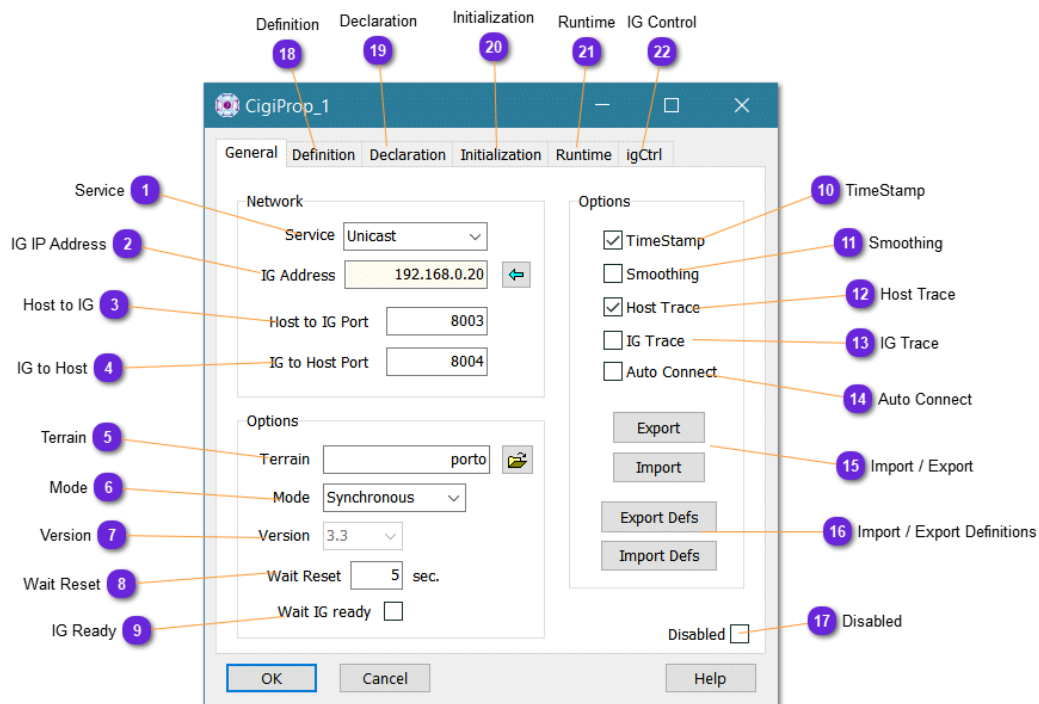 Definition
18
Declaration
19
Initialization
20
Runtime
21
IG Control
22
CigiProp_1
General Definition Declaration Initialization Runtime igCtrl
Service 1
IG IP Address 2
Host to IG 3
IG to Host 4
Terrain 5
Mode 6
Version 7
Wait Reset 8
IG Ready 9
Network
Service Unicast
IG Address 192.168.0.20
Host to IG Port 8003
IG to Host Port 8004
Options
Terrain porto
Mode Synchronous
Version 3.3
Wait Reset 5 sec.
Wait IG ready
Options
TimeStamp
Smoothing
Host Trace
IG Trace
Auto Connect
Export
Import
Export Defs
Import Defs
Disabled
OK Cancel Help
10 TimeStamp
11 Smoothing
12 Host Trace
13 IG Trace
14 Auto Connect
15 Import / Export
16 Import / Export Definitions
17 Disabled